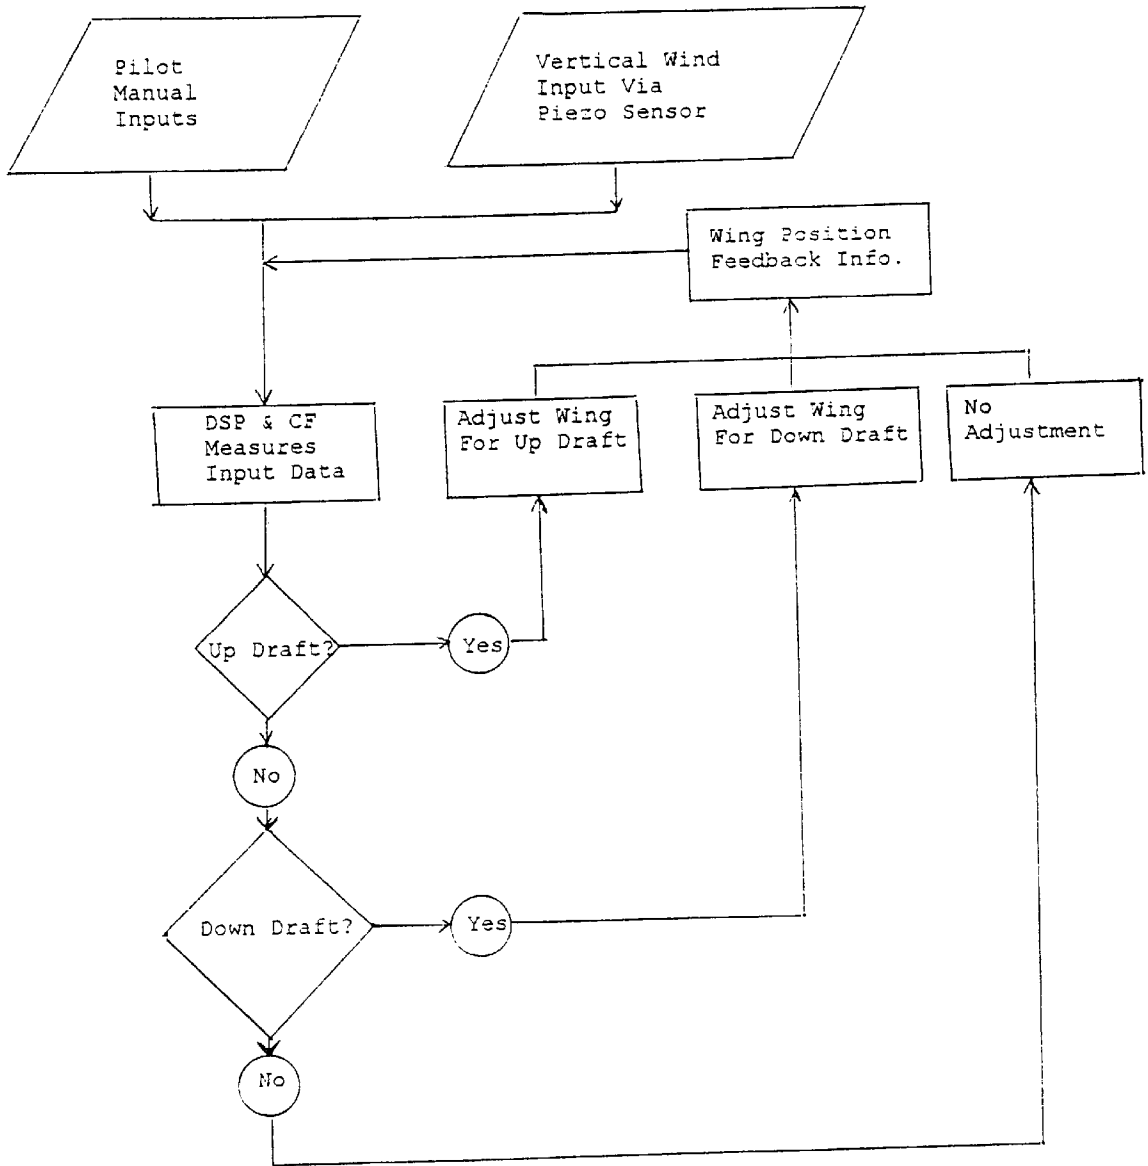 Pilot
Manual
Inputs
Vertical Wind
Input Via
Piezo Sensor
Wing Position
Feedback Info.
DSP & CF
Measures
Input Data
Adjust Wing
For Up Draft
Adjust Wing
For Down Draft
No
Adjustment
Up Draft?
Yes
No
Down Draft?
Yes
No